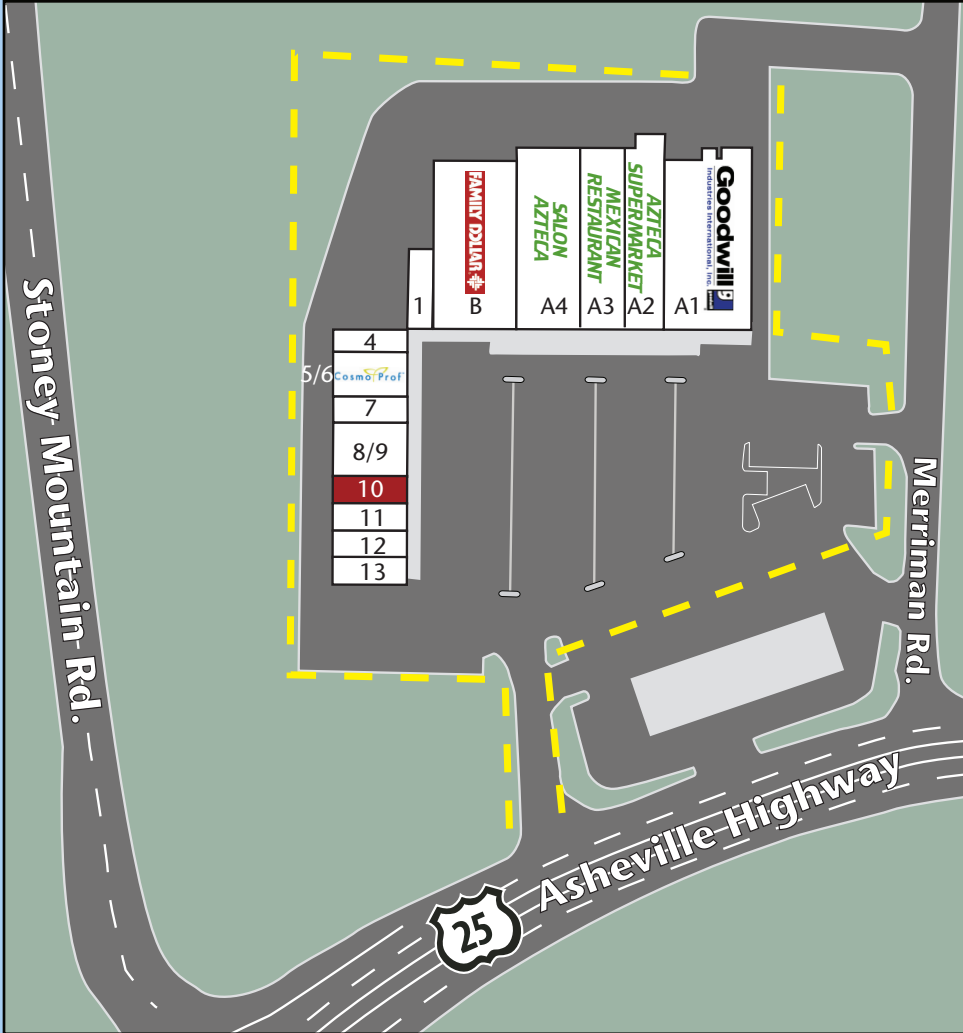 Goodwill
Industries International, Inc.
FAMILY DOLLAR
SALON
AZTECA
MEXICAN
RESTAURANT
AZTECA
SUPERMARKET
1
B
A4
A3
A2
A1
4
5/6
CosmoProf
7
8/9
10
11
12
13
Stoney Mountain Rd.
Merriman Rd.
Asheville Highway
25